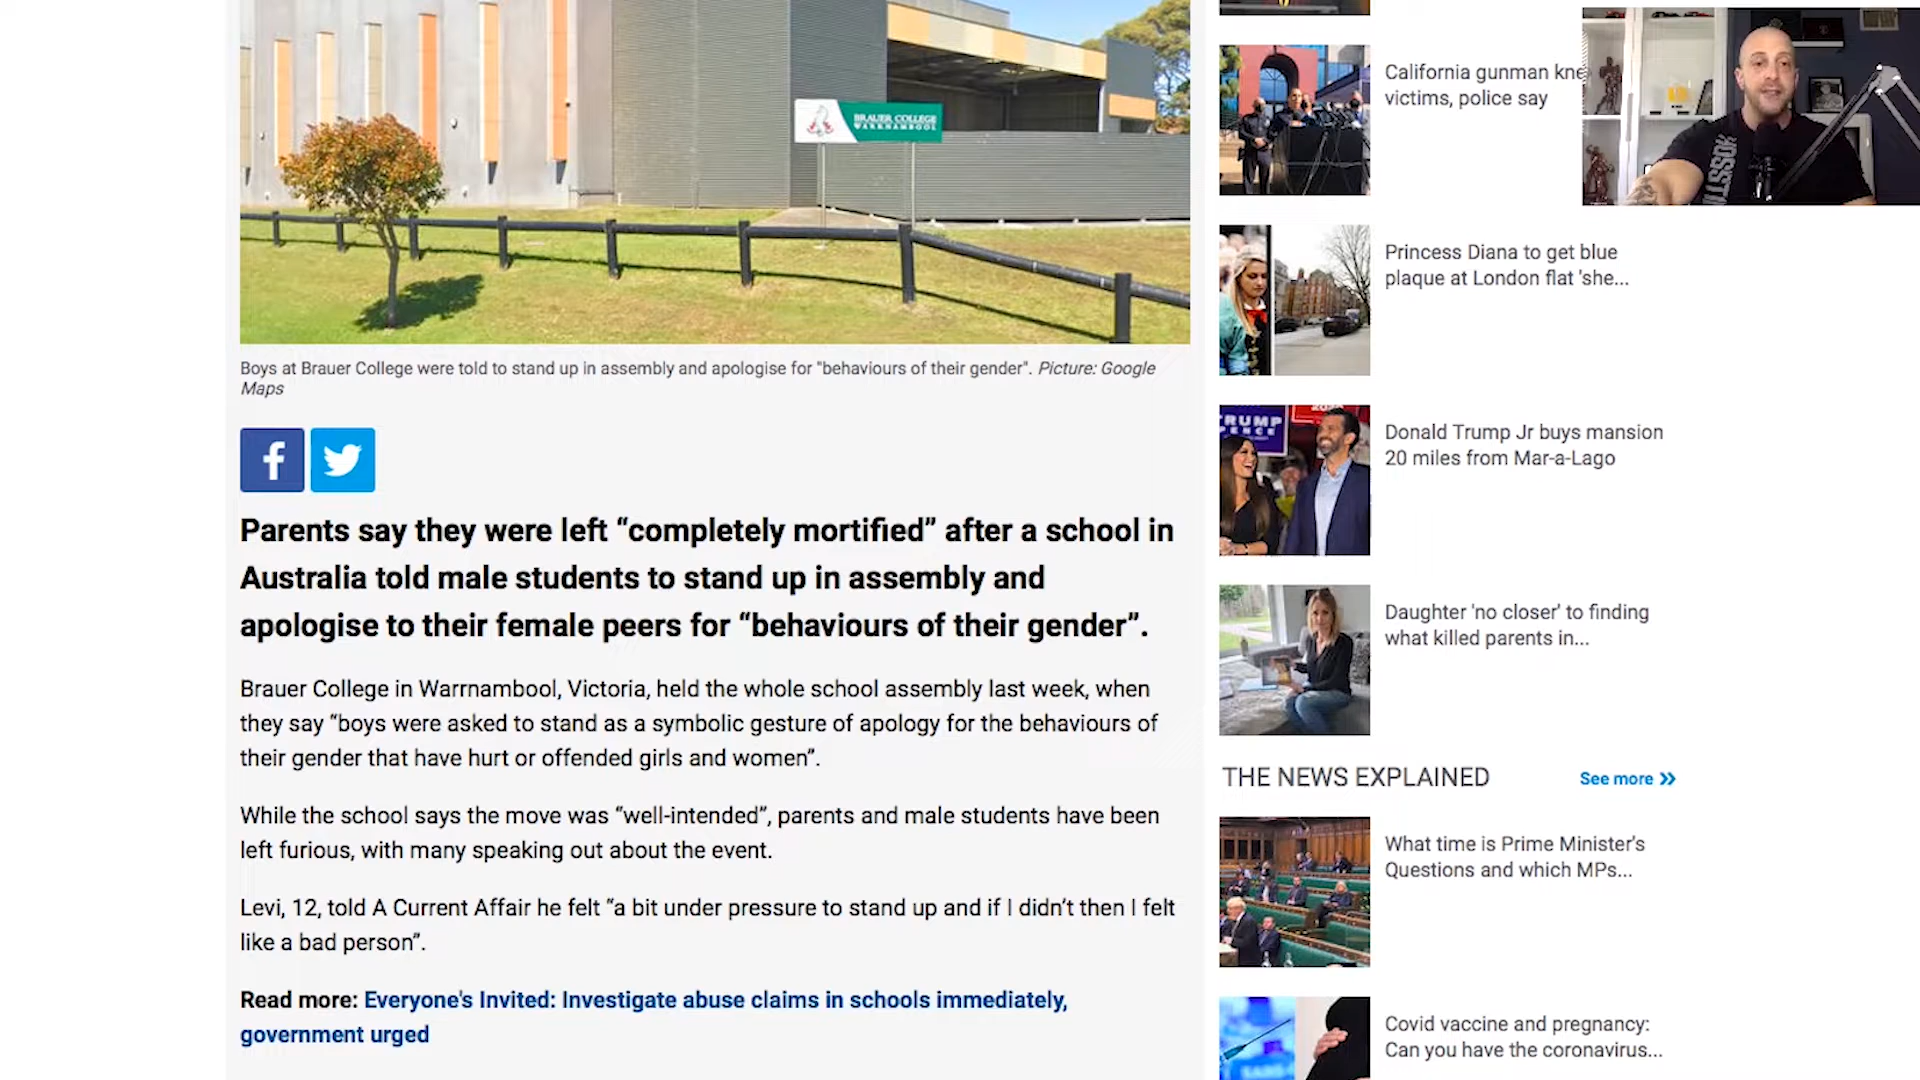 BRAUER COLLEGE
WARRNAMBOOL
Boys at Brauer College were told to stand up in assembly and apologise for "behaviours of their gender". Picture: Google
Maps
Parents say they were left “completely mortified” after a school in
Australia told male students to stand up in assembly and
apologise to their female peers for “behaviours of their gender”.
Brauer College in Warrnambool, Victoria, held the whole school assembly last week, when
they say “boys were asked to stand as a symbolic gesture of apology for the behaviours of
their gender that have hurt or offended girls and women”.
While the school says the move was “well-intended”, parents and male students have been
left furious, with many speaking out about the event.
Levi, 12, told A Current Affair he felt “a bit under pressure to stand up and if I didn’t then I felt
like a bad person”.
Read more: Everyone's Invited: Investigate abuse claims in schools immediately,
government urged
California gunman kne
victims, police say
Princess Diana to get blue
plaque at London flat 'she...
TRUMP
PENCE
Donald Trump Jr buys mansion
20 miles from Mar-a-Lago
Daughter 'no closer' to finding
what killed parents in...
THE NEWS EXPLAINED
See more
What time is Prime Minister's
Questions and which MPs...
Covid vaccine and pregnancy:
Can you have the coronavirus...